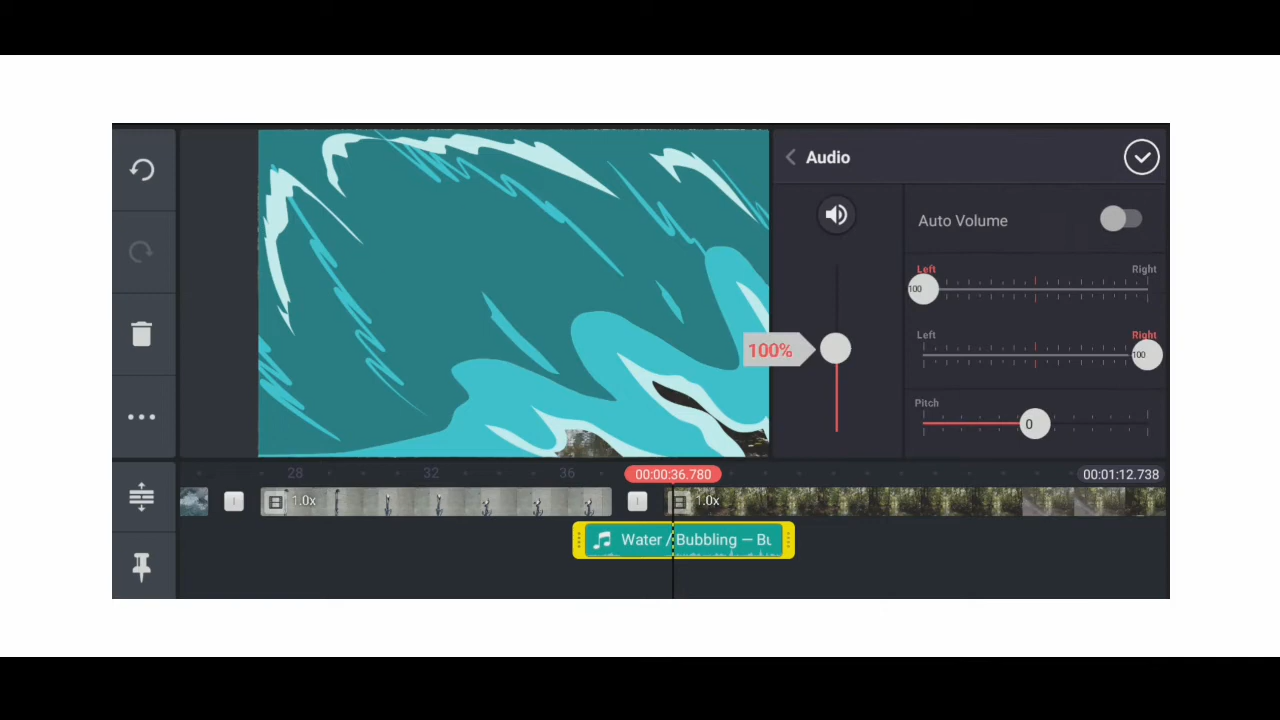 Audio
Auto Volume
Left
Right
100
100%
Left
Right
100
Pitch
0
28
32
36
00:00:36.780
00:01:12.738
1.0x
1.0x
Water / Bubbling — Bu